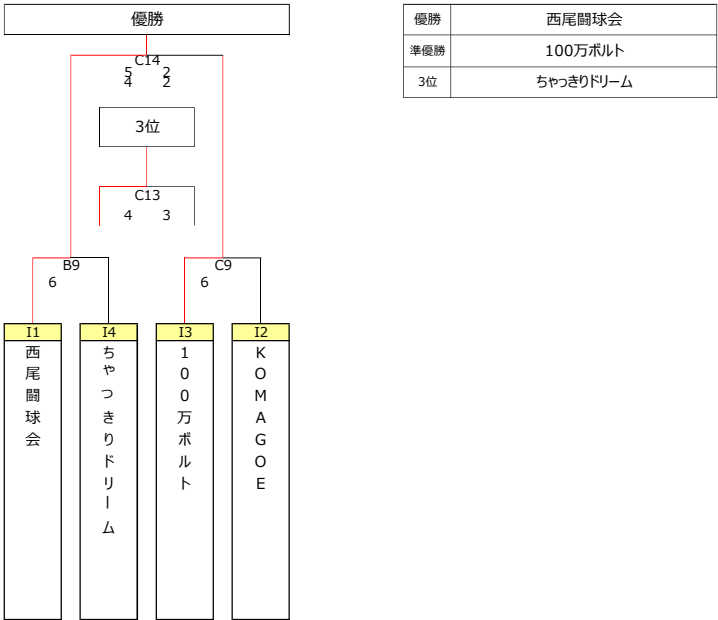 優勝
C14
5 2
4 2
3位
C13
4 3
B9
6
C9
6
I1
I4
I3
I2
西尾闘球会
ちゃっきりドリーム
100万ボルト
KOMAGOE
優勝 西尾闘球会
準優勝 100万ボルト
3位 ちゃっきりドリーム